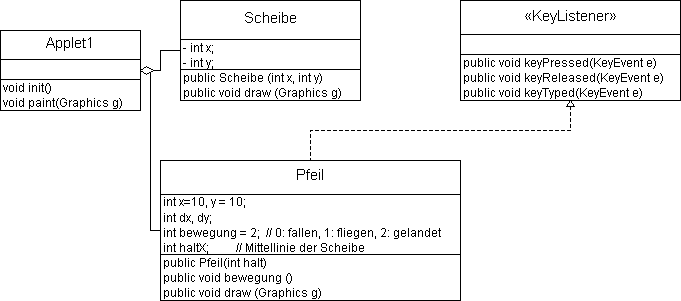 Applet1
void init()
void paint(Graphics g)
Scheibe
- int x;
- int y;
public Scheibe (int x, int y)
public void draw (Graphics g)
«KeyListener»
public void keyPressed(KeyEvent e)
public void keyReleased(KeyEvent e)
public void keyTyped(KeyEvent e)
Pfeil
int x=10, y = 10;
int dx, dy;
int bewegung = 2; // 0: fallen, 1: fliegen, 2: gelandet
int haltX; // Mittellinie der Scheibe
public Pfeil(int halt)
public void bewegung ()
public void draw (Graphics g)